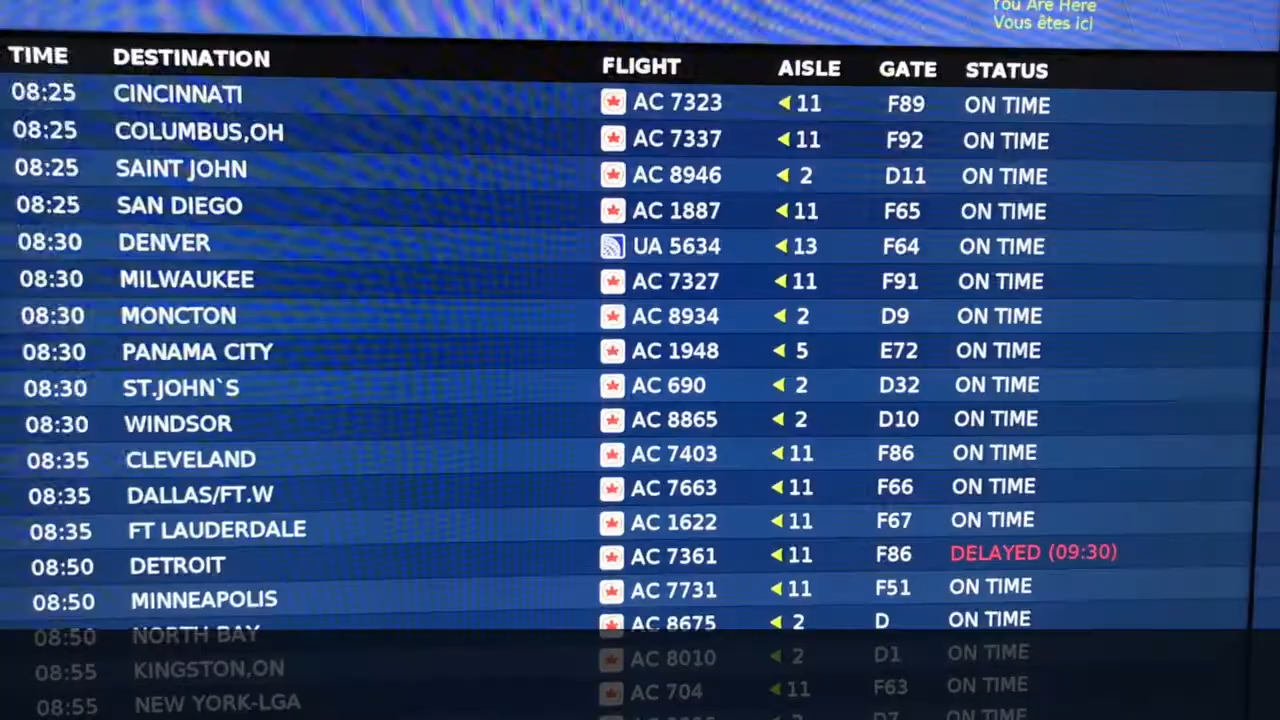 You Are Here
Vous êtes ici
TIME DESTINATION FLIGHT AISLE GATE STATUS
08:25 CINCINNATI AC 7323 11 F89 ON TIME
08:25 COLUMBUS,OH AC 7337 11 F92 ON TIME
08:25 SAINT JOHN AC 8946 2 D11 ON TIME
08:25 SAN DIEGO AC 1887 11 F65 ON TIME
08:30 DENVER UA 5634 13 F64 ON TIME
08:30 MILWAUKEE AC 7327 11 F91 ON TIME
08:30 MONCTON AC 8934 2 D9 ON TIME
08:30 PANAMA CITY AC 1948 5 E72 ON TIME
08:30 ST.JOHN`S AC 690 2 D32 ON TIME
08:30 WINDSOR AC 8865 2 D10 ON TIME
08:35 CLEVELAND AC 7403 11 F86 ON TIME
08:35 DALLAS/FT.W AC 7663 11 F66 ON TIME
08:35 FT LAUDERDALE AC 1622 11 F67 ON TIME
08:50 DETROIT AC 7361 11 F86 DELAYED (09:30)
08:50 MINNEAPOLIS AC 7731 11 F51 ON TIME
08:50 NORTH BAY AC 8675 2 D ON TIME
08:55 KINGSTON,ON AC 8010 2 D1 ON TIME
08:55 NEW YORK-LGA AC 704 11 F63 ON TIME